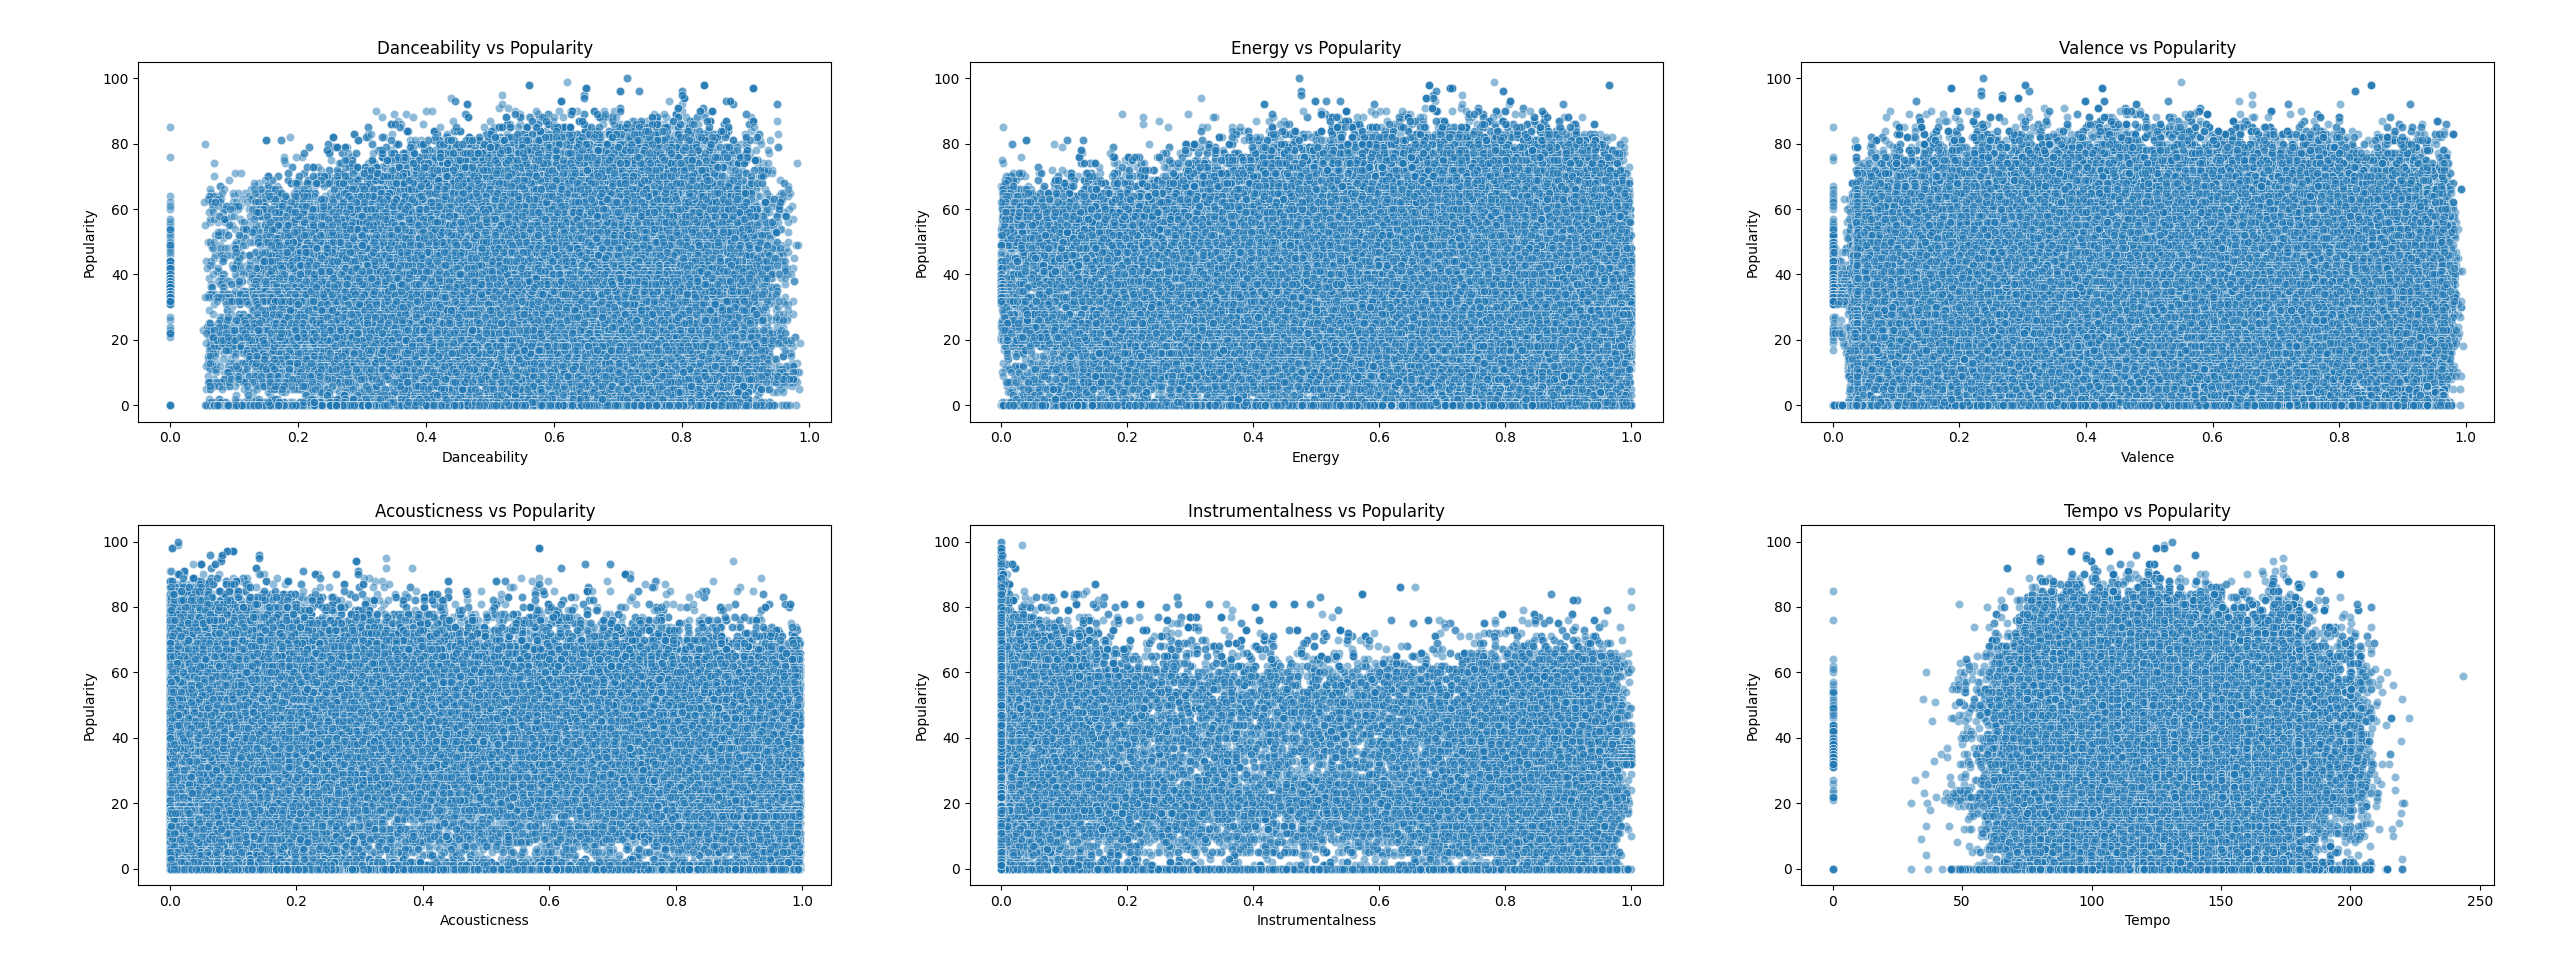 Danceability vs Popularity
100
80
60
40
20
0
Popularity
0.0 0.2 0.4 0.6 0.8 1.0
Danceability
Energy vs Popularity
100
80
60
40
20
0
Popularity
0.0 0.2 0.4 0.6 0.8 1.0
Energy
Valence vs Popularity
100
80
60
40
20
0
Popularity
0.0 0.2 0.4 0.6 0.8 1.0
Valence
Acousticness vs Popularity
100
80
60
40
20
0
Popularity
0.0 0.2 0.4 0.6 0.8 1.0
Acousticness
Instrumentalness vs Popularity
100
80
60
40
20
0
Popularity
0.0 0.2 0.4 0.6 0.8 1.0
Instrumentalness
Tempo vs Popularity
100
80
60
40
20
0
Popularity
0 50 100 150 200 250
Tempo